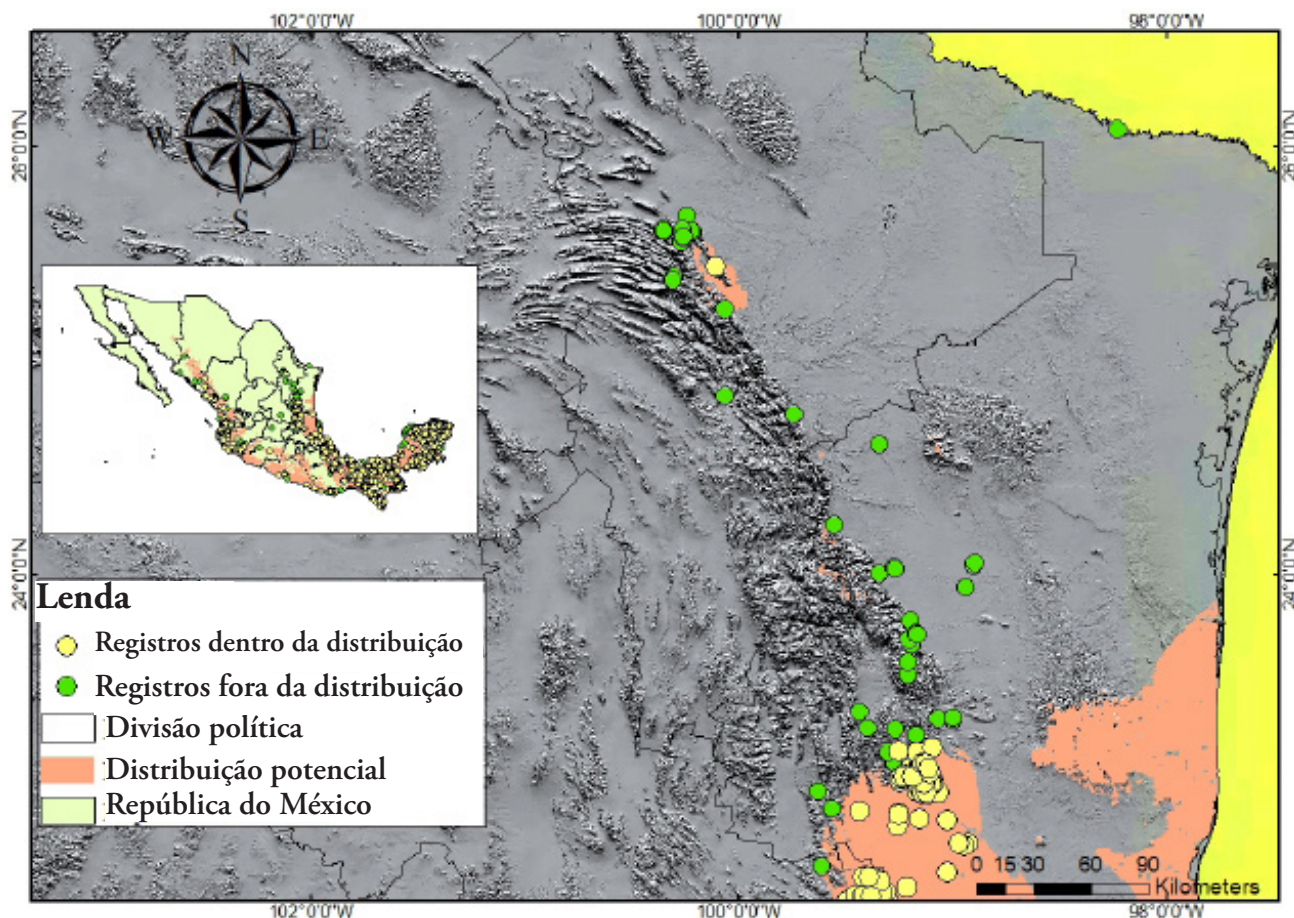 102°0'0"W 100°0'0"W 98°0'0"W
N
W E
S
26°0'0"N 26°0'0"N
24°0'0"N 24°0'0"N
Lenda
Registros dentro da distribuição
Registros fora da distribuição
Divisão política
Distribuição potencial
República do México
0 15 30 60 90
Kilometers
102°0'0"W 100°0'0"W 98°0'0"W